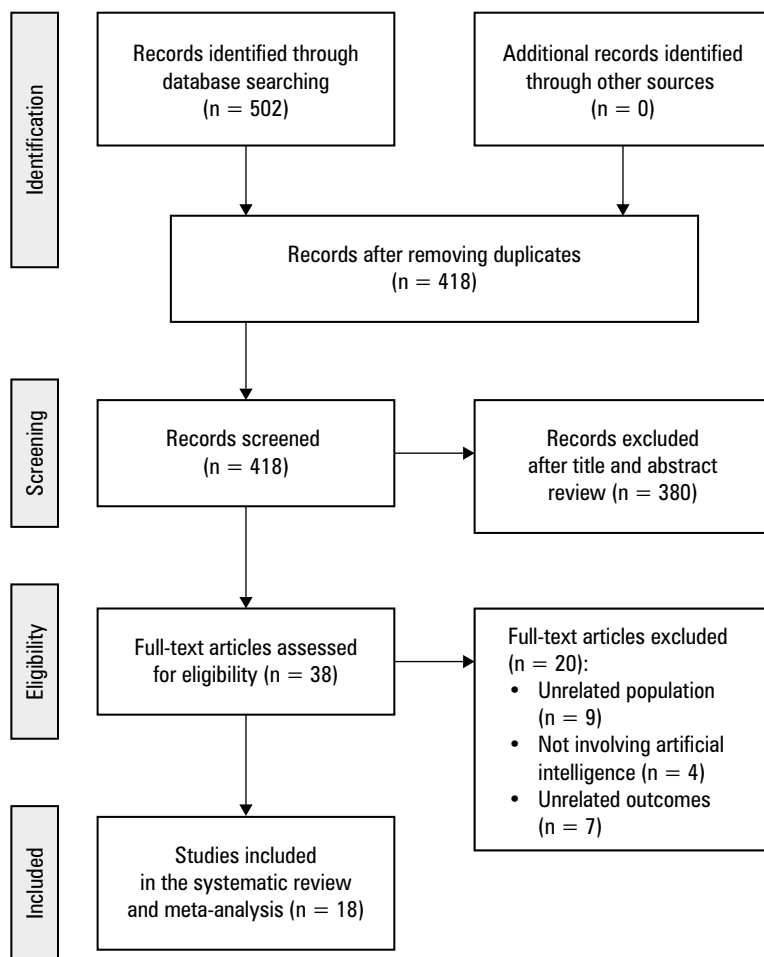 Identification
Records identified through
database searching
(n = 502)
Additional records identified
through other sources
(n = 0)
Records after removing duplicates
(n = 418)
Screening
Records screened
(n = 418)
Records excluded
after title and abstract
review (n = 380)
Eligibility
Full-text articles assessed
for eligibility (n = 38)
Full-text articles excluded
(n = 20):
• Unrelated population
(n = 9)
• Not involving artificial
intelligence (n = 4)
• Unrelated outcomes
(n = 7)
Included
Studies included
in the systematic review
and meta-analysis (n = 18)